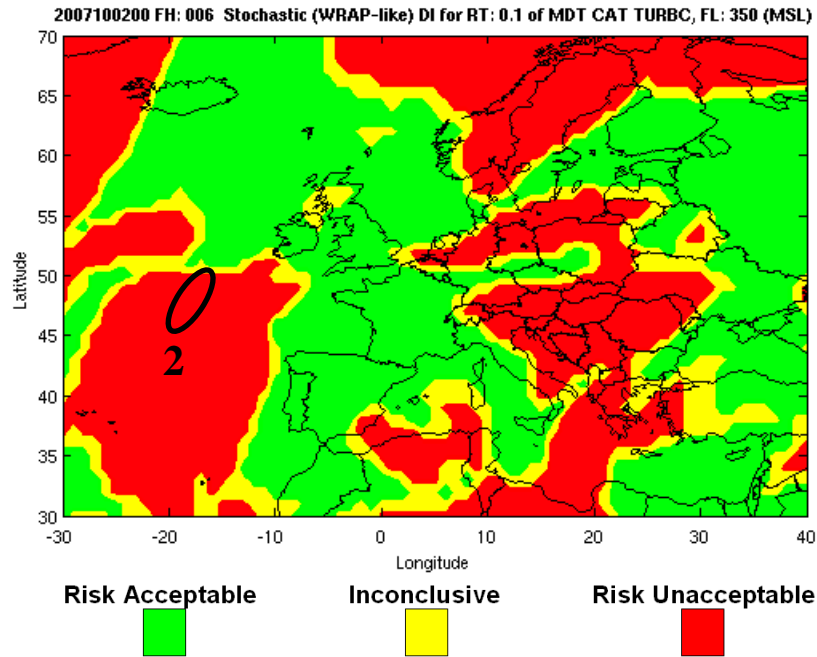 2007100200 FH: 006 Stochastic (WRAP-like) DI for RT: 0.1 of MDT CAT TURBC, FL: 350 (MSL)
70
65
60
55
50
45
40
35
30
Latitude
2
-30 -20 -10 0 10 20 30 40
Longitude
Risk Acceptable Inconclusive Risk Unacceptable